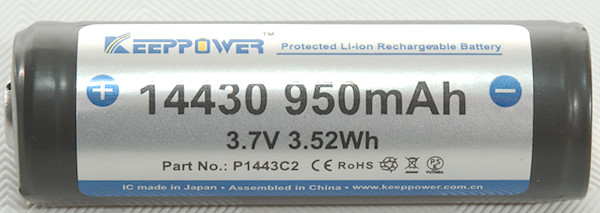 KEEPPOWER™ Protected Li-Ion Rechargeable Battery
+ 14430 950mAh −
3.7V 3.52Wh
Part No.: P1443C2 CE RoHS PS
IC made in Japan • Assembled in China • www.keeppower.com.cn